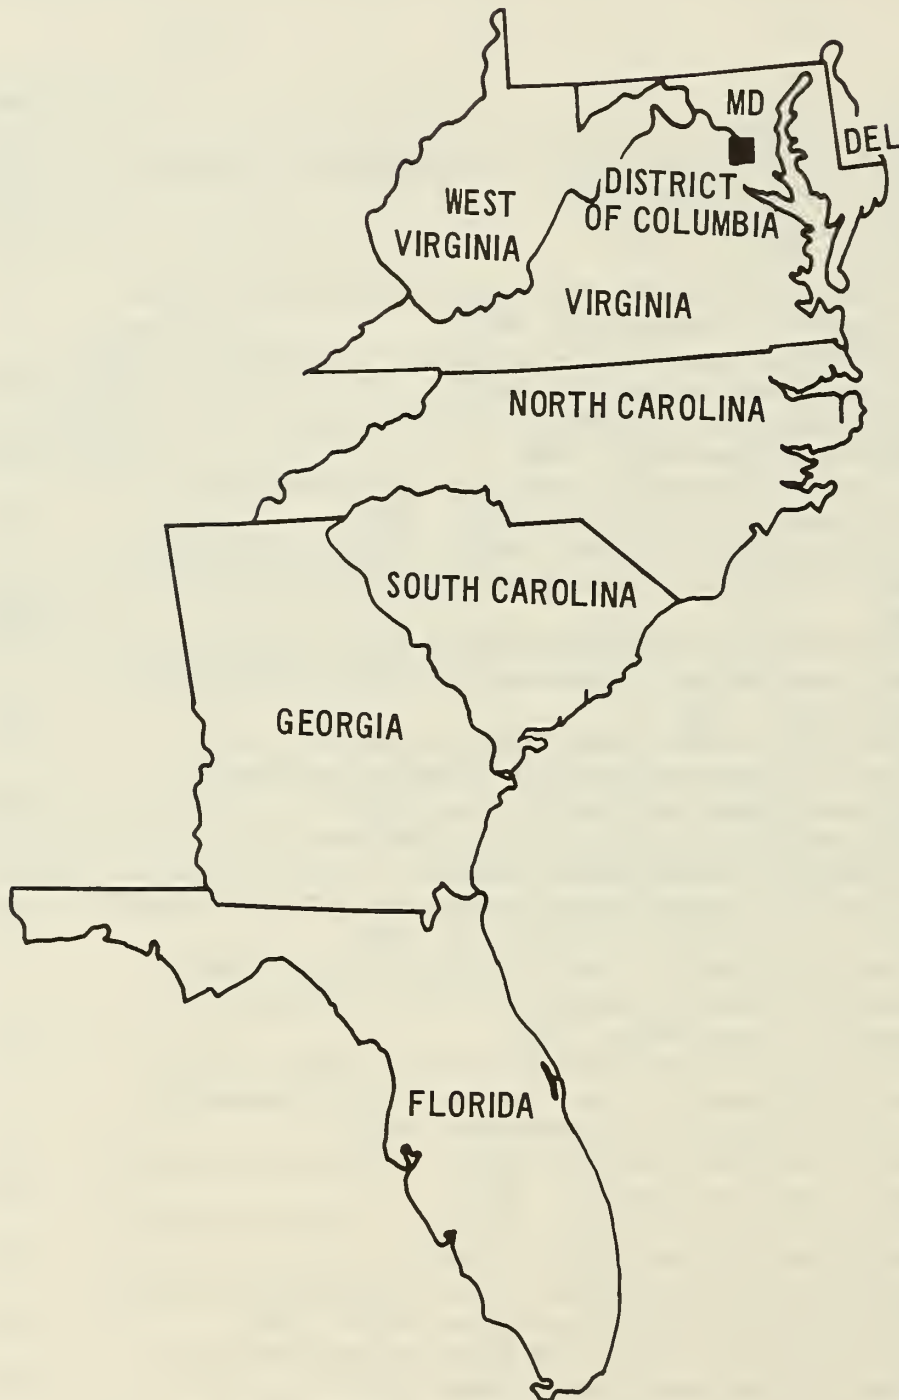 MD
DEL
WEST
VIRGINIA
DISTRICT
OF COLUMBIA
VIRGINIA
NORTH CAROLINA
SOUTH CAROLINA
GEORGIA
FLORIDA